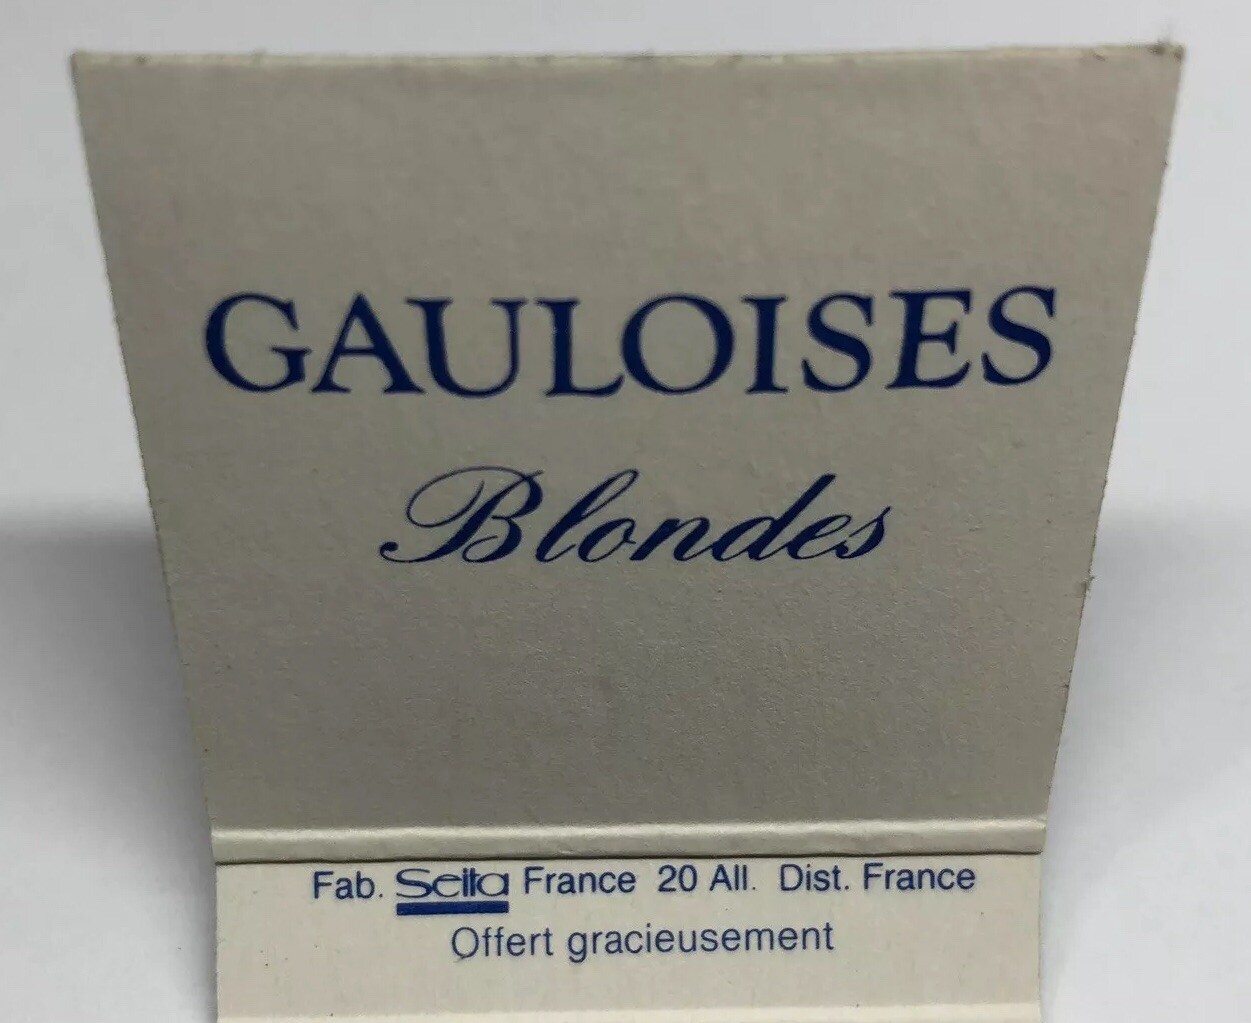 GAULOISES
Blondes
Fab. Seita France 20 All. Dist. France
Offert gracieusement